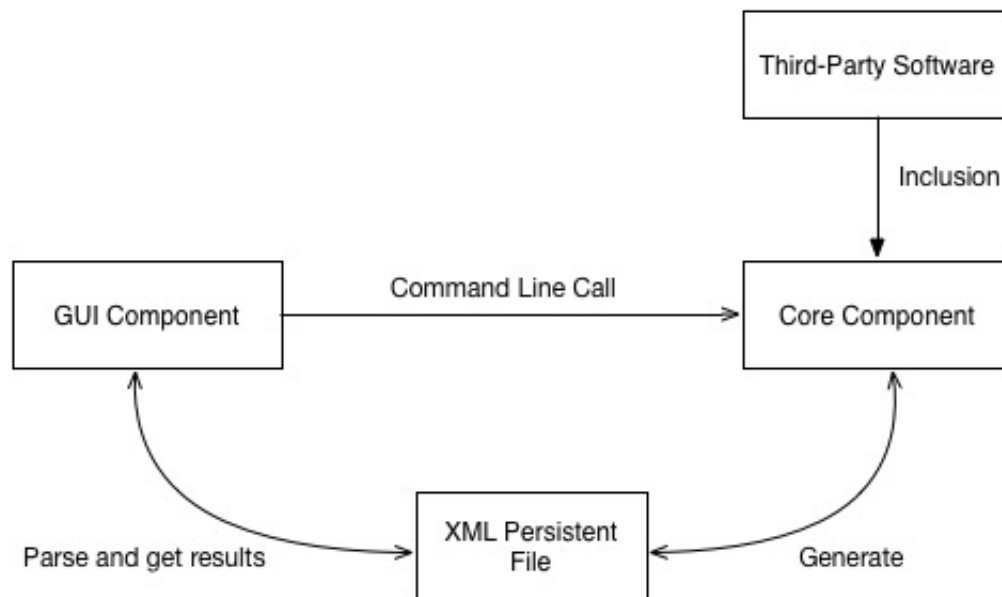 Third-Party Software
Inclusion
Command Line Call
GUI Component
Core Component
XML Persistent
File
Parse and get results
Generate